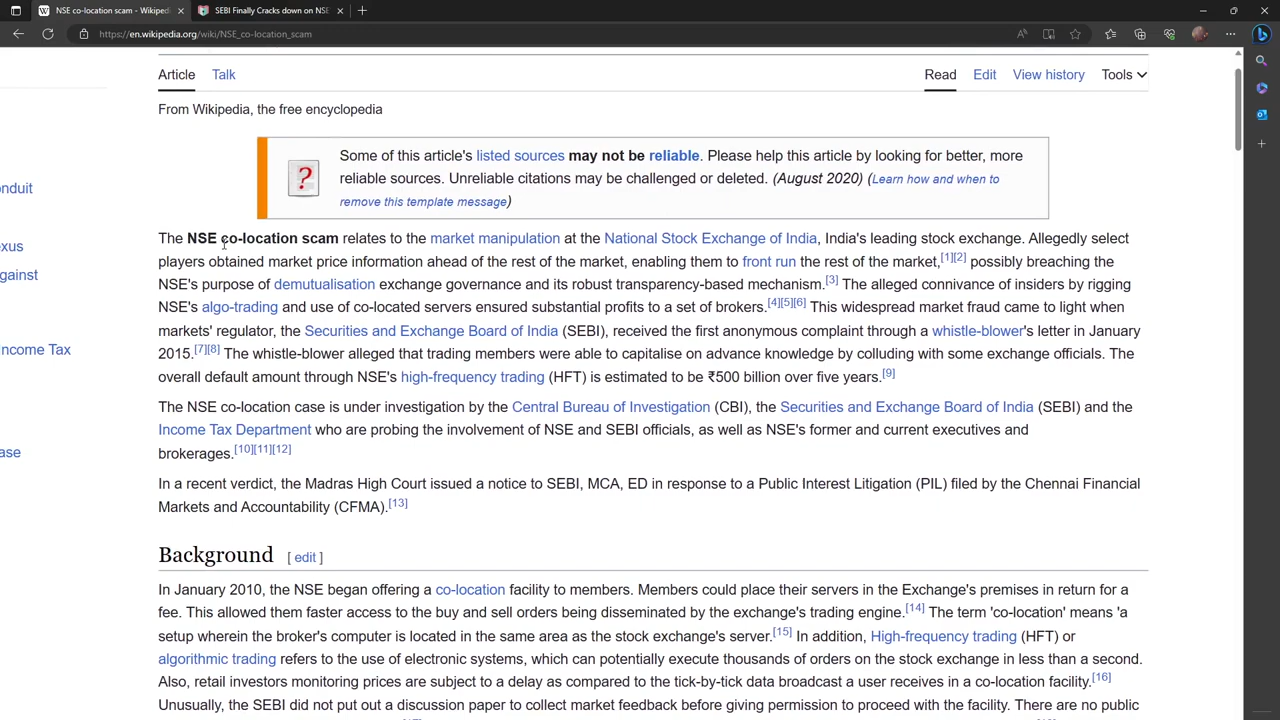 NSE co-location scam - Wikiped
SEBI Finally Cracks down on NSE
https://en.wikipedia.org/wiki/NSE_co-location_scam
Article Talk Read Edit View history Tools
From Wikipedia, the free encyclopedia
Some of this article's listed sources may not be reliable. Please help this article by looking for better, more
reliable sources. Unreliable citations may be challenged or deleted. (August 2020) (Learn how and when to
remove this template message)
onduit
exus
gainst
ncome Tax
ase
The NSE co-location scam relates to the market manipulation at the National Stock Exchange of India, India's leading stock exchange. Allegedly select
players obtained market price information ahead of the rest of the market, enabling them to front run the rest of the market,[1][2] possibly breaching the
NSE's purpose of demutualisation exchange governance and its robust transparency-based mechanism.[3] The alleged connivance of insiders by rigging
NSE's algo-trading and use of co-located servers ensured substantial profits to a set of brokers.[4][5][6] This widespread market fraud came to light when
markets' regulator, the Securities and Exchange Board of India (SEBI), received the first anonymous complaint through a whistle-blower's letter in January
2015.[7][8] The whistle-blower alleged that trading members were able to capitalise on advance knowledge by colluding with some exchange officials. The
overall default amount through NSE's high-frequency trading (HFT) is estimated to be ₹500 billion over five years.[9]
The NSE co-location case is under investigation by the Central Bureau of Investigation (CBI), the Securities and Exchange Board of India (SEBI) and the
Income Tax Department who are probing the involvement of NSE and SEBI officials, as well as NSE's former and current executives and
brokerages.[10][11][12]
In a recent verdict, the Madras High Court issued a notice to SEBI, MCA, ED in response to a Public Interest Litigation (PIL) filed by the Chennai Financial
Markets and Accountability (CFMA).[13]
Background [ edit ]
In January 2010, the NSE began offering a co-location facility to members. Members could place their servers in the Exchange's premises in return for a
fee. This allowed them faster access to the buy and sell orders being disseminated by the exchange's trading engine.[14] The term 'co-location' means 'a
setup wherein the broker's computer is located in the same area as the stock exchange's server.[15] In addition, High-frequency trading (HFT) or
algorithmic trading refers to the use of electronic systems, which can potentially execute thousands of orders on the stock exchange in less than a second.
Also, retail investors monitoring prices are subject to a delay as compared to the tick-by-tick data broadcast a user receives in a co-location facility.[16]
Unusually, the SEBI did not put out a discussion paper to collect market feedback before giving permission to proceed with the facility. There are no public